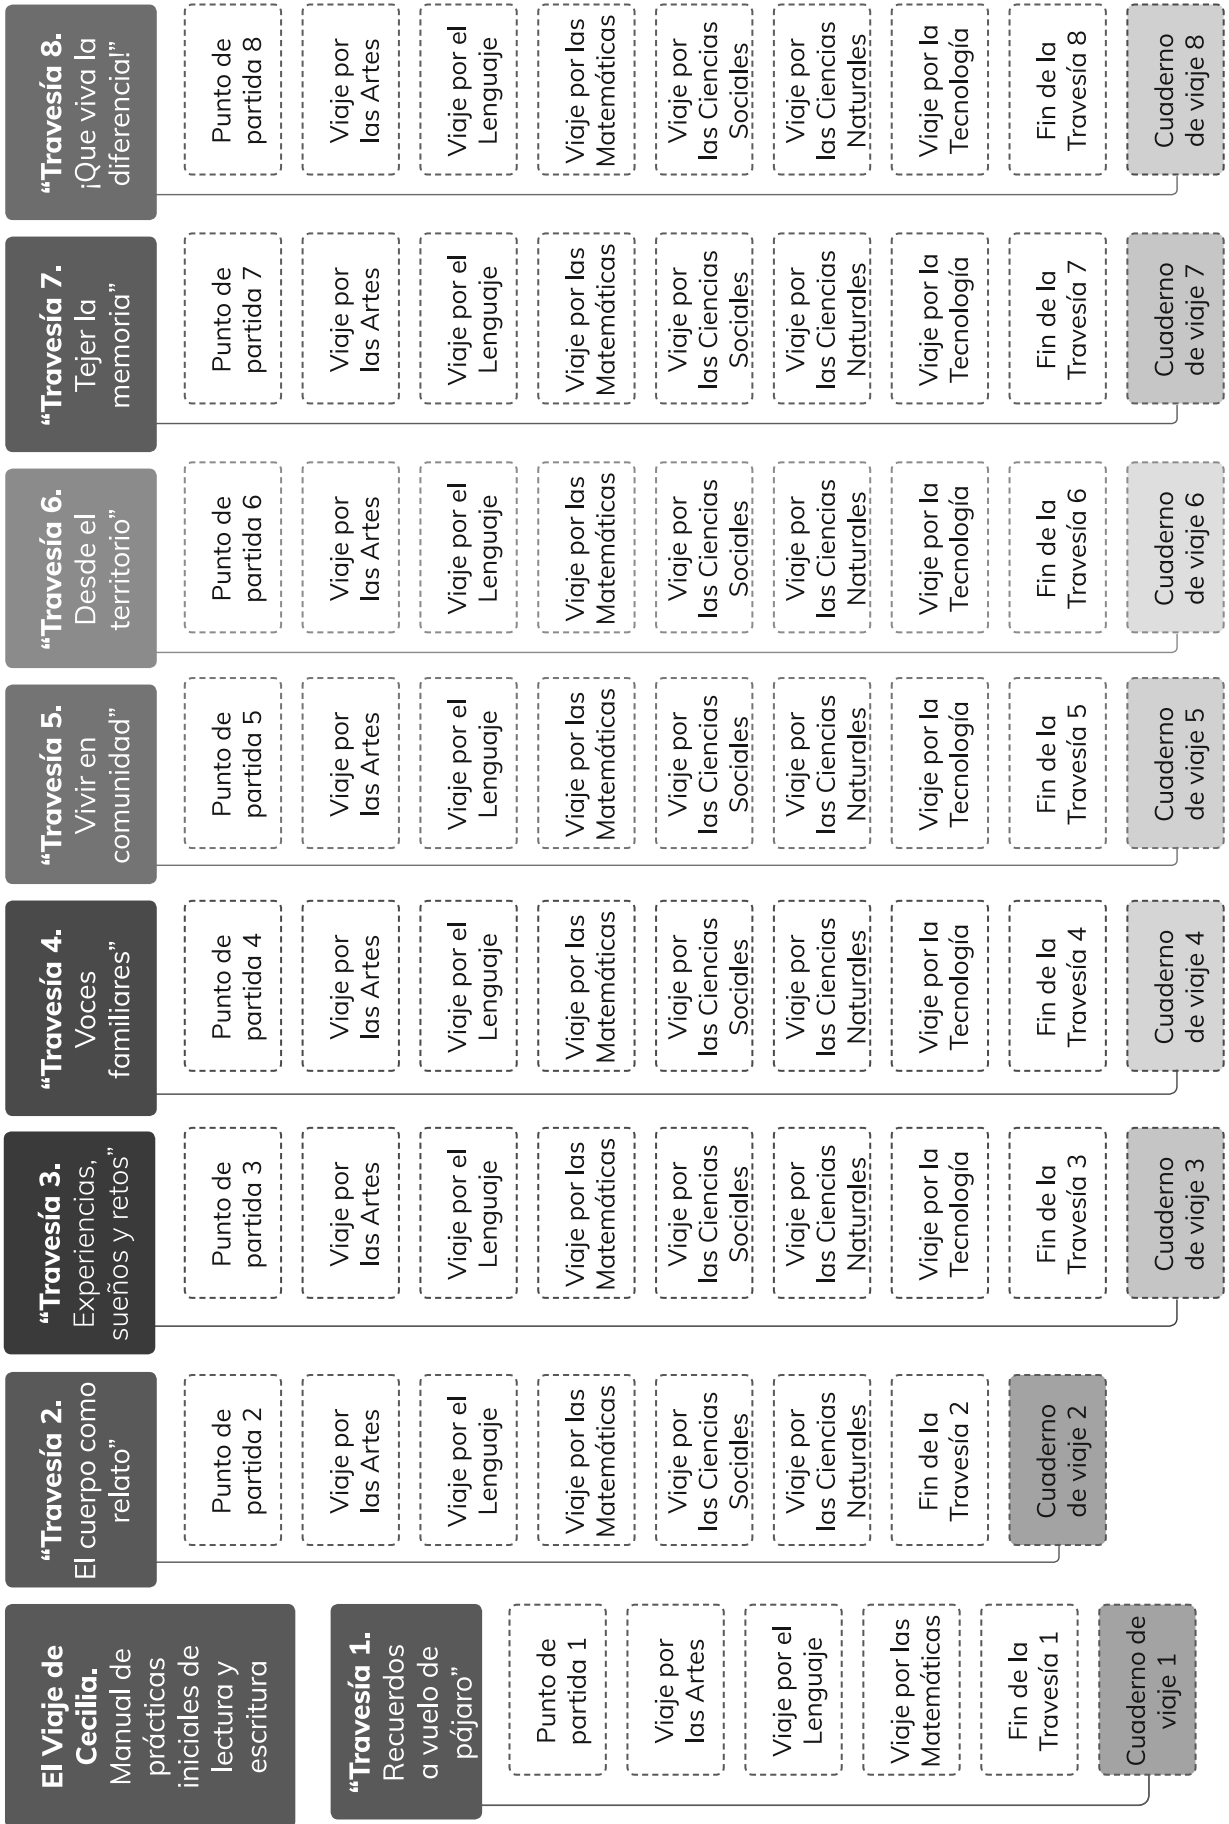 El Viaje de
Cecilia.
Manual de
prácticas
iniciales de
lectura y
escritura
“Travesía 1.
Recuerdos
a vuelo de
pájaro”
Punto de
partida 1
Viaje por
las Artes
Viaje por el
Lenguaje
Viaje por las
Matemáticas
Fin de la
Travesía 1
Cuaderno de
viaje 1
“Travesía 2.
El cuerpo como
relato”
Punto de
partida 2
Viaje por
las Artes
Viaje por el
Lenguaje
Viaje por las
Matemáticas
Viaje por
las Ciencias
Sociales
Viaje por
las Ciencias
Naturales
Fin de la
Travesía 2
Cuaderno
de viaje 2
“Travesía 3.
Experiencias,
sueños y retos”
Punto de
partida 3
Viaje por
las Artes
Viaje por el
Lenguaje
Viaje por las
Matemáticas
Viaje por
las Ciencias
Sociales
Viaje por
las Ciencias
Naturales
Viaje por la
Tecnología
Fin de la
Travesía 3
Cuaderno
de viaje 3
“Travesía 4.
Voces
familiares”
Punto de
partida 4
Viaje por
las Artes
Viaje por el
Lenguaje
Viaje por las
Matemáticas
Viaje por
las Ciencias
Sociales
Viaje por
las Ciencias
Naturales
Viaje por la
Tecnología
Fin de la
Travesía 4
Cuaderno
de viaje 4
“Travesía 5.
Vivir en
comunidad”
Punto de
partida 5
Viaje por
las Artes
Viaje por el
Lenguaje
Viaje por las
Matemáticas
Viaje por
las Ciencias
Sociales
Viaje por
las Ciencias
Naturales
Viaje por la
Tecnología
Fin de la
Travesía 5
Cuaderno
de viaje 5
“Travesía 6.
Desde el
territorio”
Punto de
partida 6
Viaje por
las Artes
Viaje por el
Lenguaje
Viaje por las
Matemáticas
Viaje por
las Ciencias
Sociales
Viaje por
las Ciencias
Naturales
Viaje por la
Tecnología
Fin de la
Travesía 6
Cuaderno
de viaje 6
“Travesía 7.
Tejer la
memoria”
Punto de
partida 7
Viaje por
las Artes
Viaje por el
Lenguaje
Viaje por las
Matemáticas
Viaje por
las Ciencias
Sociales
Viaje por
las Ciencias
Naturales
Viaje por la
Tecnología
Fin de la
Travesía 7
Cuaderno
de viaje 7
“Travesía 8.
¡Que viva la
diferencia!”
Punto de
partida 8
Viaje por
las Artes
Viaje por el
Lenguaje
Viaje por las
Matemáticas
Viaje por
las Ciencias
Sociales
Viaje por
las Ciencias
Naturales
Viaje por la
Tecnología
Fin de la
Travesía 8
Cuaderno
de viaje 8